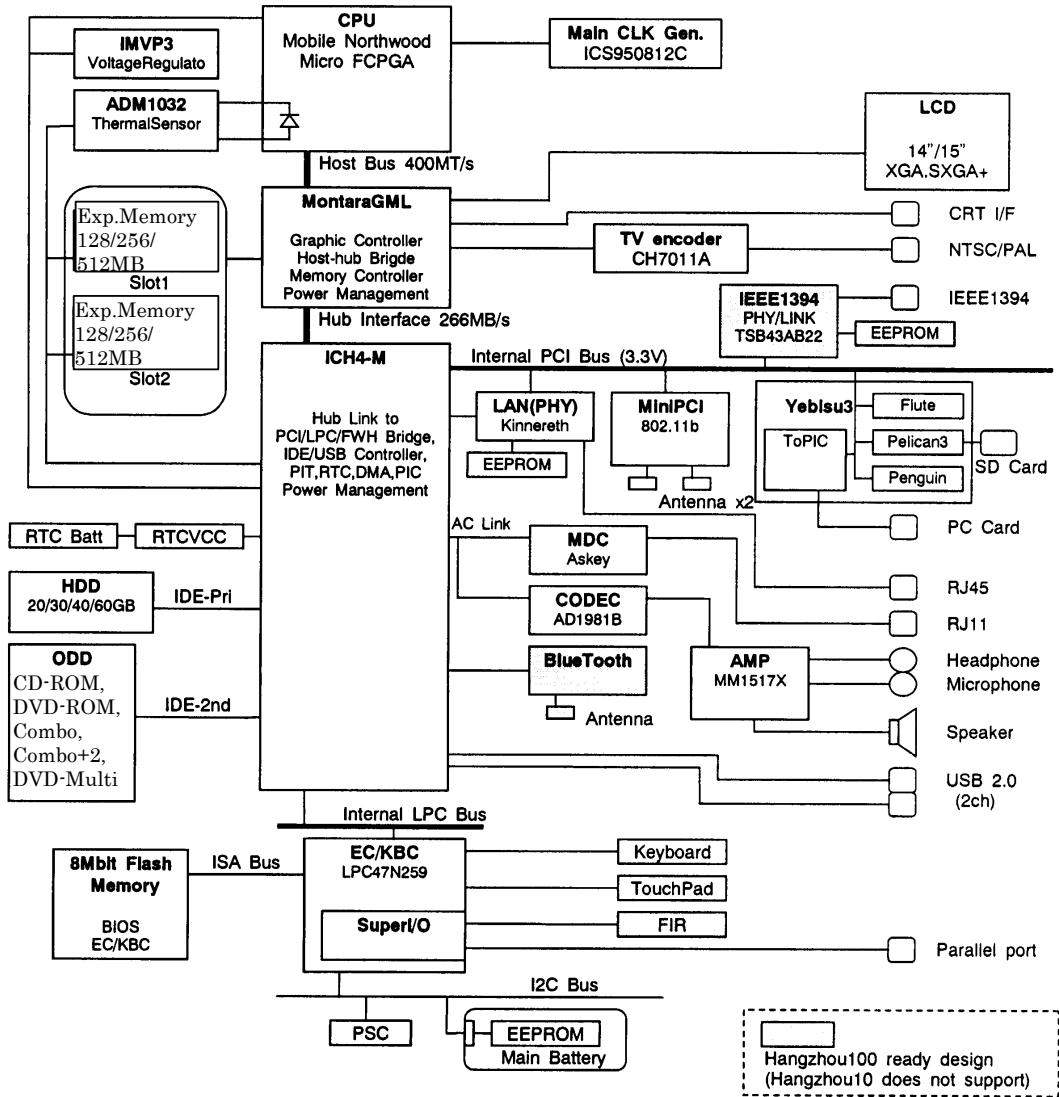 CPU
Mobile Northwood
Micro FCPGA
Main CLK Gen.
ICS950812C
IMVP3
VoltageRegulato
ADM1032
ThermalSensor
LCD
14"/15"
XGA,SXGA+
Host Bus 400MT/s
MontaraGML
Graphic Controller
Host-hub Brigde
Memory Controller
Power Management
Exp.Memory
128/256/
512MB
Slot1
Exp.Memory
128/256/
512MB
Slot2
CRT I/F
TV encoder
CH7011A
NTSC/PAL
IEEE1394
PHY/LINK
TSB43AB22
IEEE1394
EEPROM
Hub Interface 266MB/s
ICH4-M
Hub Link to
PCI/LPC/FWH Bridge,
IDE/USB Controller,
PIT,RTC,DMA,PIC
Power Management
Internal PCI Bus (3.3V)
LAN(PHY)
Kinnereth
EEPROM
MiniPCI
802.11b
Antenna x2
YebIsu3
ToPIC
Flute
Pelican3
Penguin
SD Card
PC Card
RTC Batt
RTCVCC
AC Link
MDC
Askey
HDD
20/30/40/60GB
IDE-Pri
CODEC
AD1981B
RJ45
RJ11
ODD
CD-ROM,
DVD-ROM,
Combo,
Combo+2,
DVD-Multi
IDE-2nd
BlueTooth
Antenna
AMP
MM1517X
Headphone
Microphone
Speaker
USB 2.0
(2ch)
Internal LPC Bus
8Mbit Flash
Memory
BIOS
EC/KBC
ISA Bus
EC/KBC
LPC47N259
SuperI/O
Keyboard
TouchPad
FIR
Parallel port
I2C Bus
PSC
EEPROM
Main Battery
Hangzhou100 ready design
(Hangzhou10 does not support)